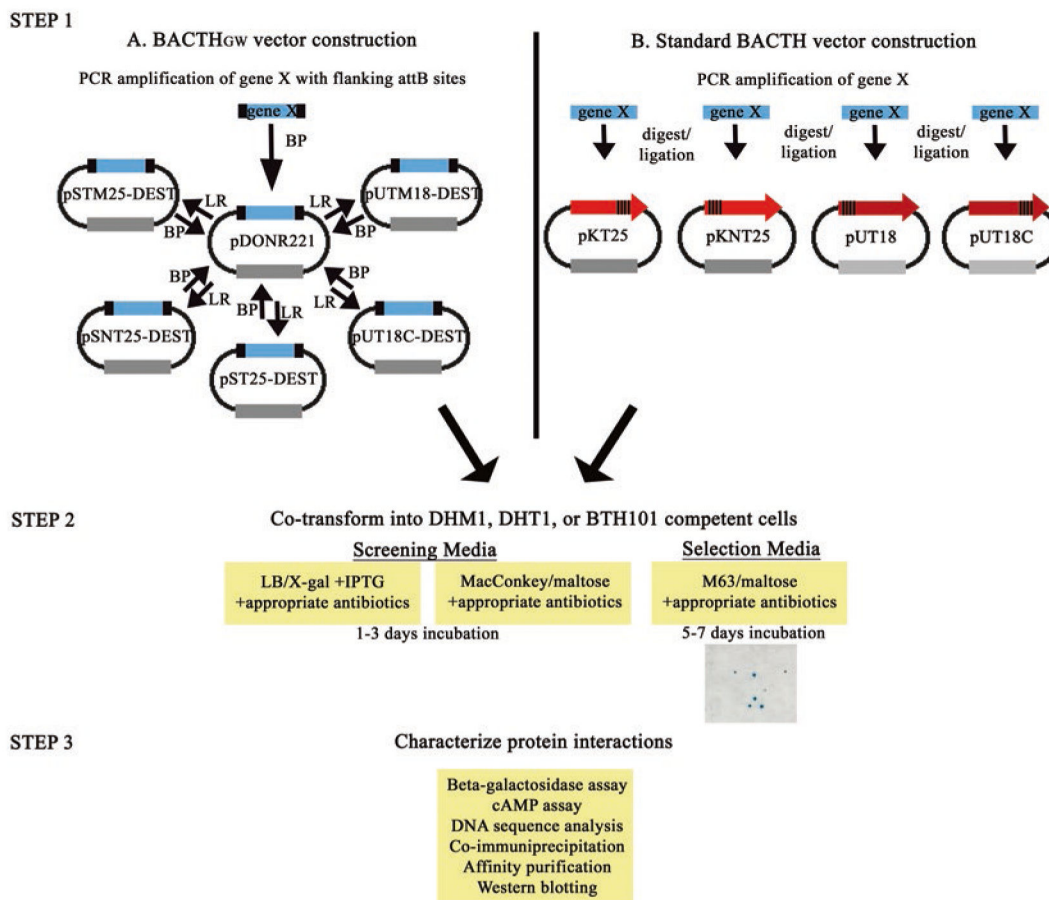 STEP 1
A. BACTHGW vector construction
PCR amplification of gene X with flanking attB sites
gene X
BP
pSTM25-DEST
LR
BP
pDONR221
LR
BP
pUTM18-DEST
BP
LR
pSNT25-DEST
BP
LR
pST25-DEST
BP
LR
pUT18C-DEST
B. Standard BACTH vector construction
PCR amplification of gene X
gene X
gene X
gene X
gene X
digest/
ligation
digest/
ligation
digest/
ligation
pKT25
pKNT25
pUT18
pUT18C
STEP 2
Co-transform into DHM1, DHT1, or BTH101 competent cells
Screening Media
Selection Media
LB/X-gal +IPTG
+appropriate antibiotics
MacConkey/maltose
+appropriate antibiotics
M63/maltose
+appropriate antibiotics
1-3 days incubation
5-7 days incubation
STEP 3
Characterize protein interactions
Beta-galactosidase assay
cAMP assay
DNA sequence analysis
Co-immuniprecipitation
Affinity purification
Western blotting